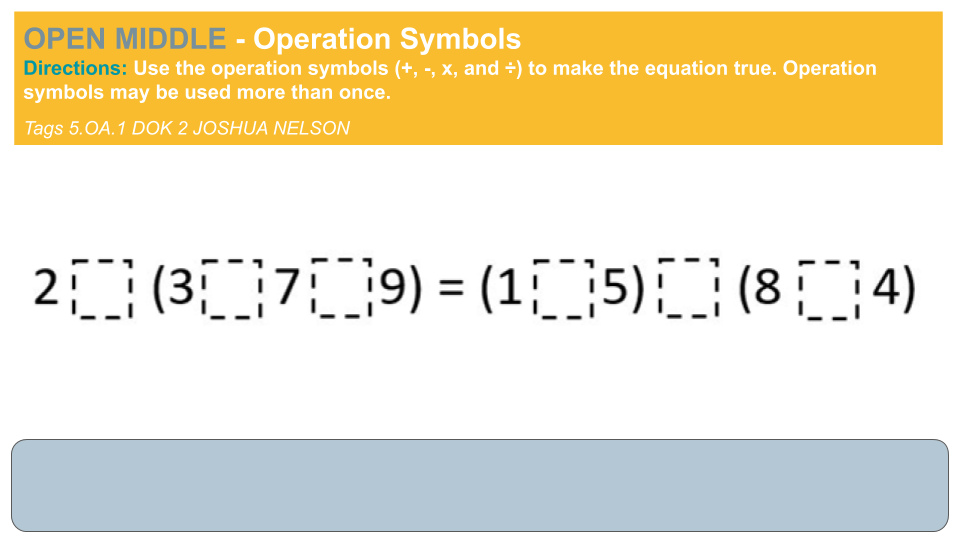 OPEN MIDDLE - Operation Symbols
Directions: Use the operation symbols (+, -, x, and ÷) to make the equation true. Operation
symbols may be used more than once.
Tags 5.OA.1 DOK 2 JOSHUA NELSON
2 (3 7 9) = (1 5) (8 4)